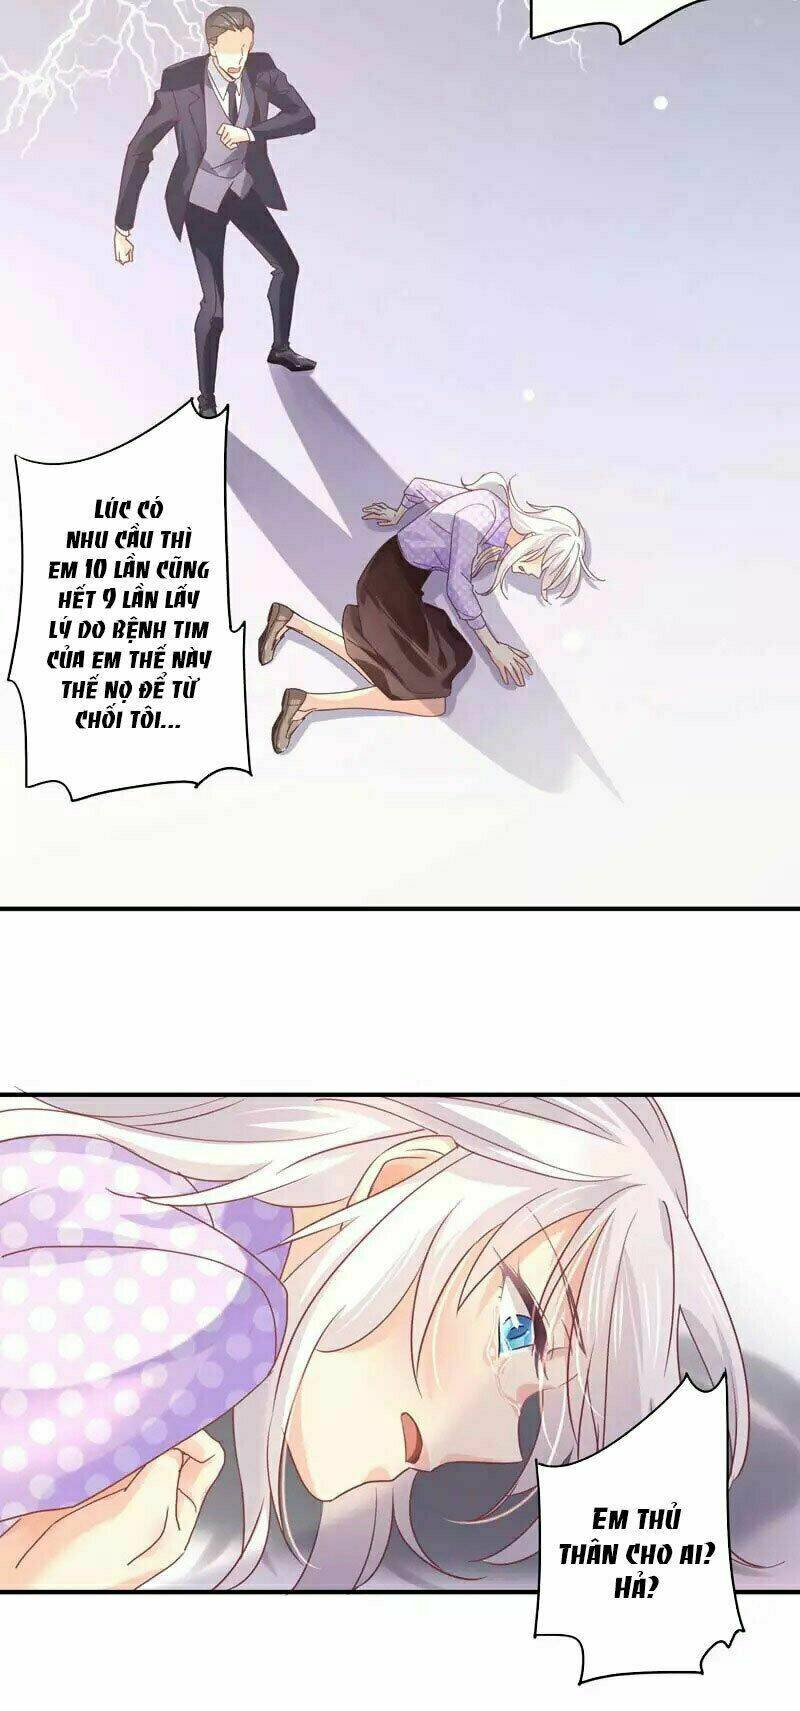 LÚC CÓ
NHU CẦU THÌ
EM 10 LẦN CŨNG
HẾT 9 LẦN LẤY
LÝ DO BỆNH TIM
CỦA EM THẾ NÀY
THẾ NỌ ĐỂ TỪ
CHỐI TÔI...
EM THỦ
THÂN CHO AI?
HẢ?